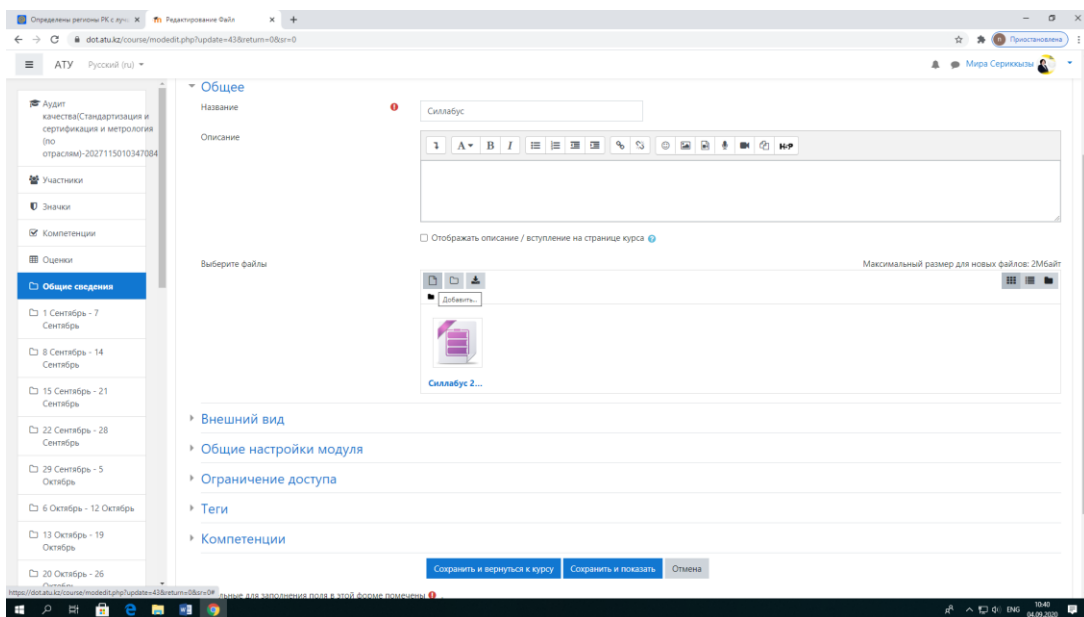 Определены регионы РК с лучш
Редактирование Файл
dot.atu.kz/course/modedit.php?update=43&return=0&sr=0
Приостановлена
АТУ
Русский (ru)
Мира Сериккызы
Аудит
качества(Стандартизация и
сертификация и метрология
(по
отраслям)-2027115010347084
Участники
Значки
Компетенции
Оценки
Общие сведения
1 Сентябрь - 7
Сентябрь
8 Сентябрь - 14
Сентябрь
15 Сентябрь - 21
Сентябрь
22 Сентябрь - 28
Сентябрь
29 Сентябрь - 5
Октябрь
6 Октябрь - 12 Октябрь
13 Октябрь - 19
Октябрь
20 Октябрь - 26
Октябрь
Общее
Название
Силлабус
Описание
A B I H-P
Отображать описание / вступление на странице курса
Выберите файлы
Максимальный размер для новых файлов: 2Мбайт
Добавить...
Силлабус 2...
Внешний вид
Общие настройки модуля
Ограничение доступа
Теги
Компетенции
Сохранить и вернуться к курсу
Сохранить и показать
Отмена
https://dot.atu.kz/course/modedit.php?update=43&return=0&sr=0#
льные для заполнения поля в этой форме помечены
ENG
10:40
04.09.2020